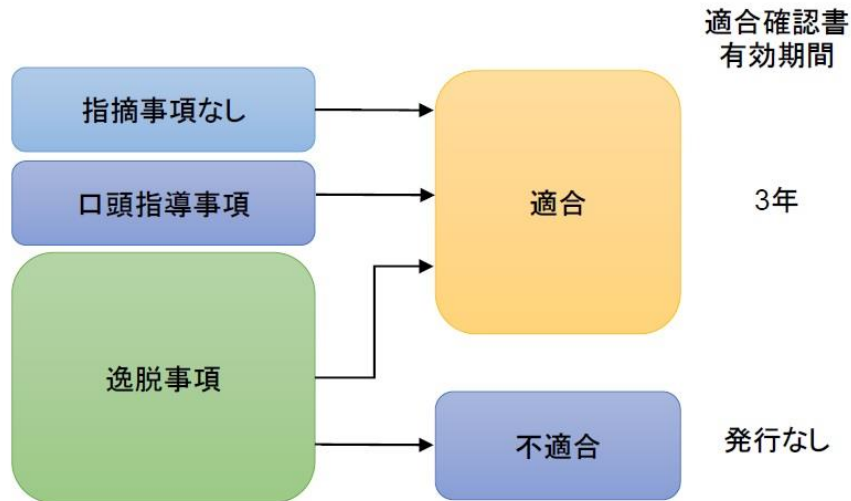 適合確認書
有効期間
指摘事項なし
口頭指導事項
適合
3年
逸脱事項
不適合
発行なし